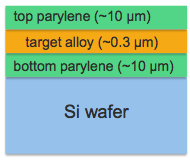 top parylene (~10 µm)
target alloy (~0.3 µm)
bottom parylene (~10 µm)
Si wafer